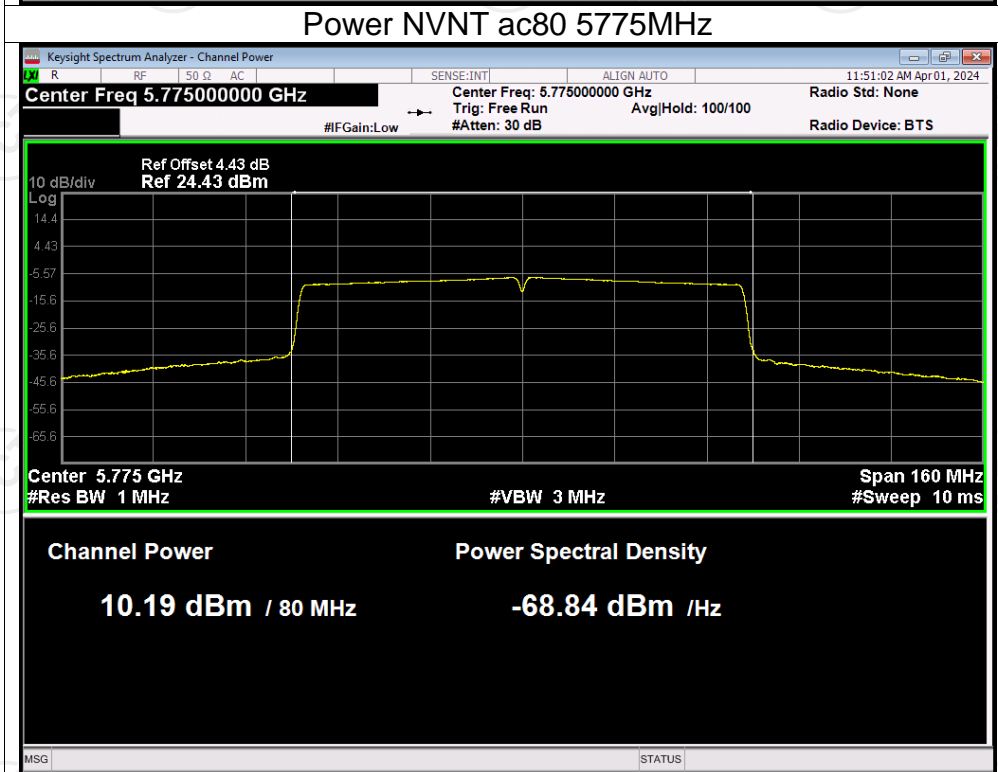 Power NVNT ac80 5775MHz
Keysight Spectrum Analyzer - Channel Power
LXI R RF 50 Ω AC SENSE:INT ALIGN AUTO 11:51:02 AM Apr 01, 2024
Center Freq 5.775000000 GHz Center Freq: 5.775000000 GHz Radio Std: None
Trig: Free Run Avg|Hold: 100/100
#IFGain:Low #Atten: 30 dB Radio Device: BTS
Ref Offset 4.43 dB
10 dB/div Ref 24.43 dBm
Log
14.4
4.43
-5.57
-15.6
-25.6
-35.6
-45.6
-55.6
-65.6
Center 5.775 GHz Span 160 MHz
#Res BW 1 MHz #VBW 3 MHz #Sweep 10 ms
Channel Power Power Spectral Density
10.19 dBm / 80 MHz -68.84 dBm /Hz
MSG STATUS